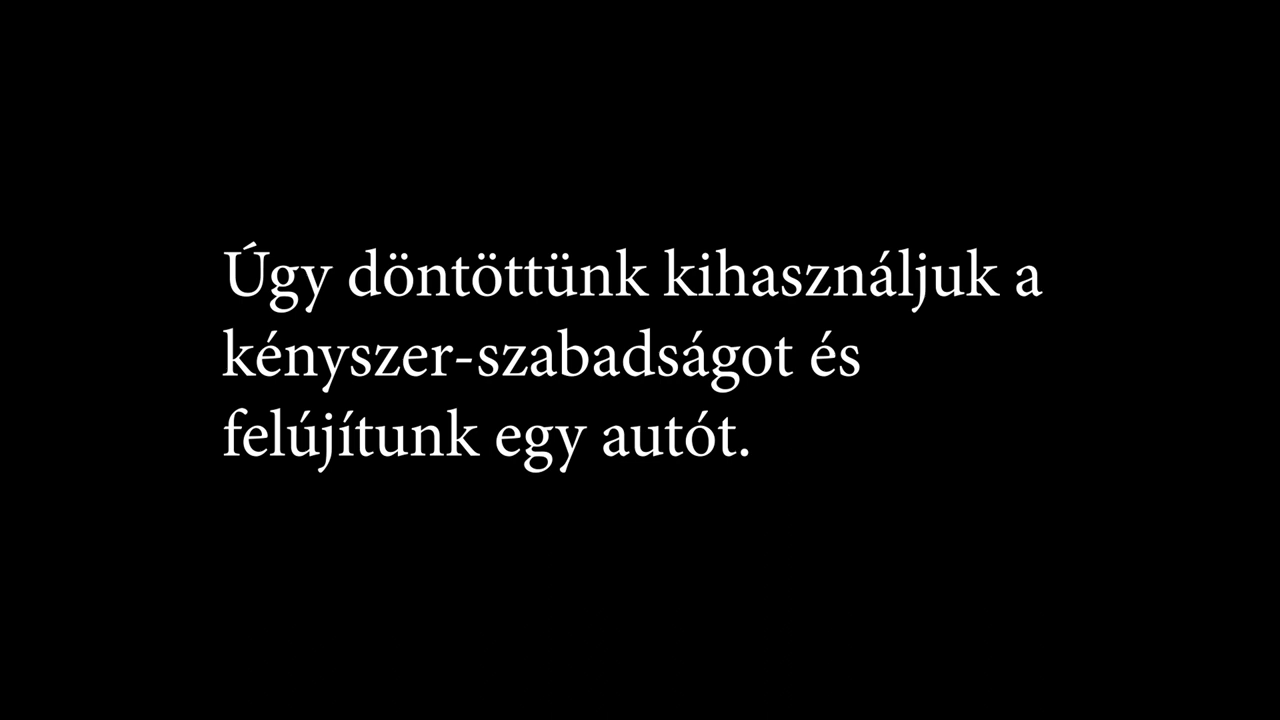 Úgy döntöttünk kihasználjuk a
kényszer-szabadságot és
felújítunk egy autót.